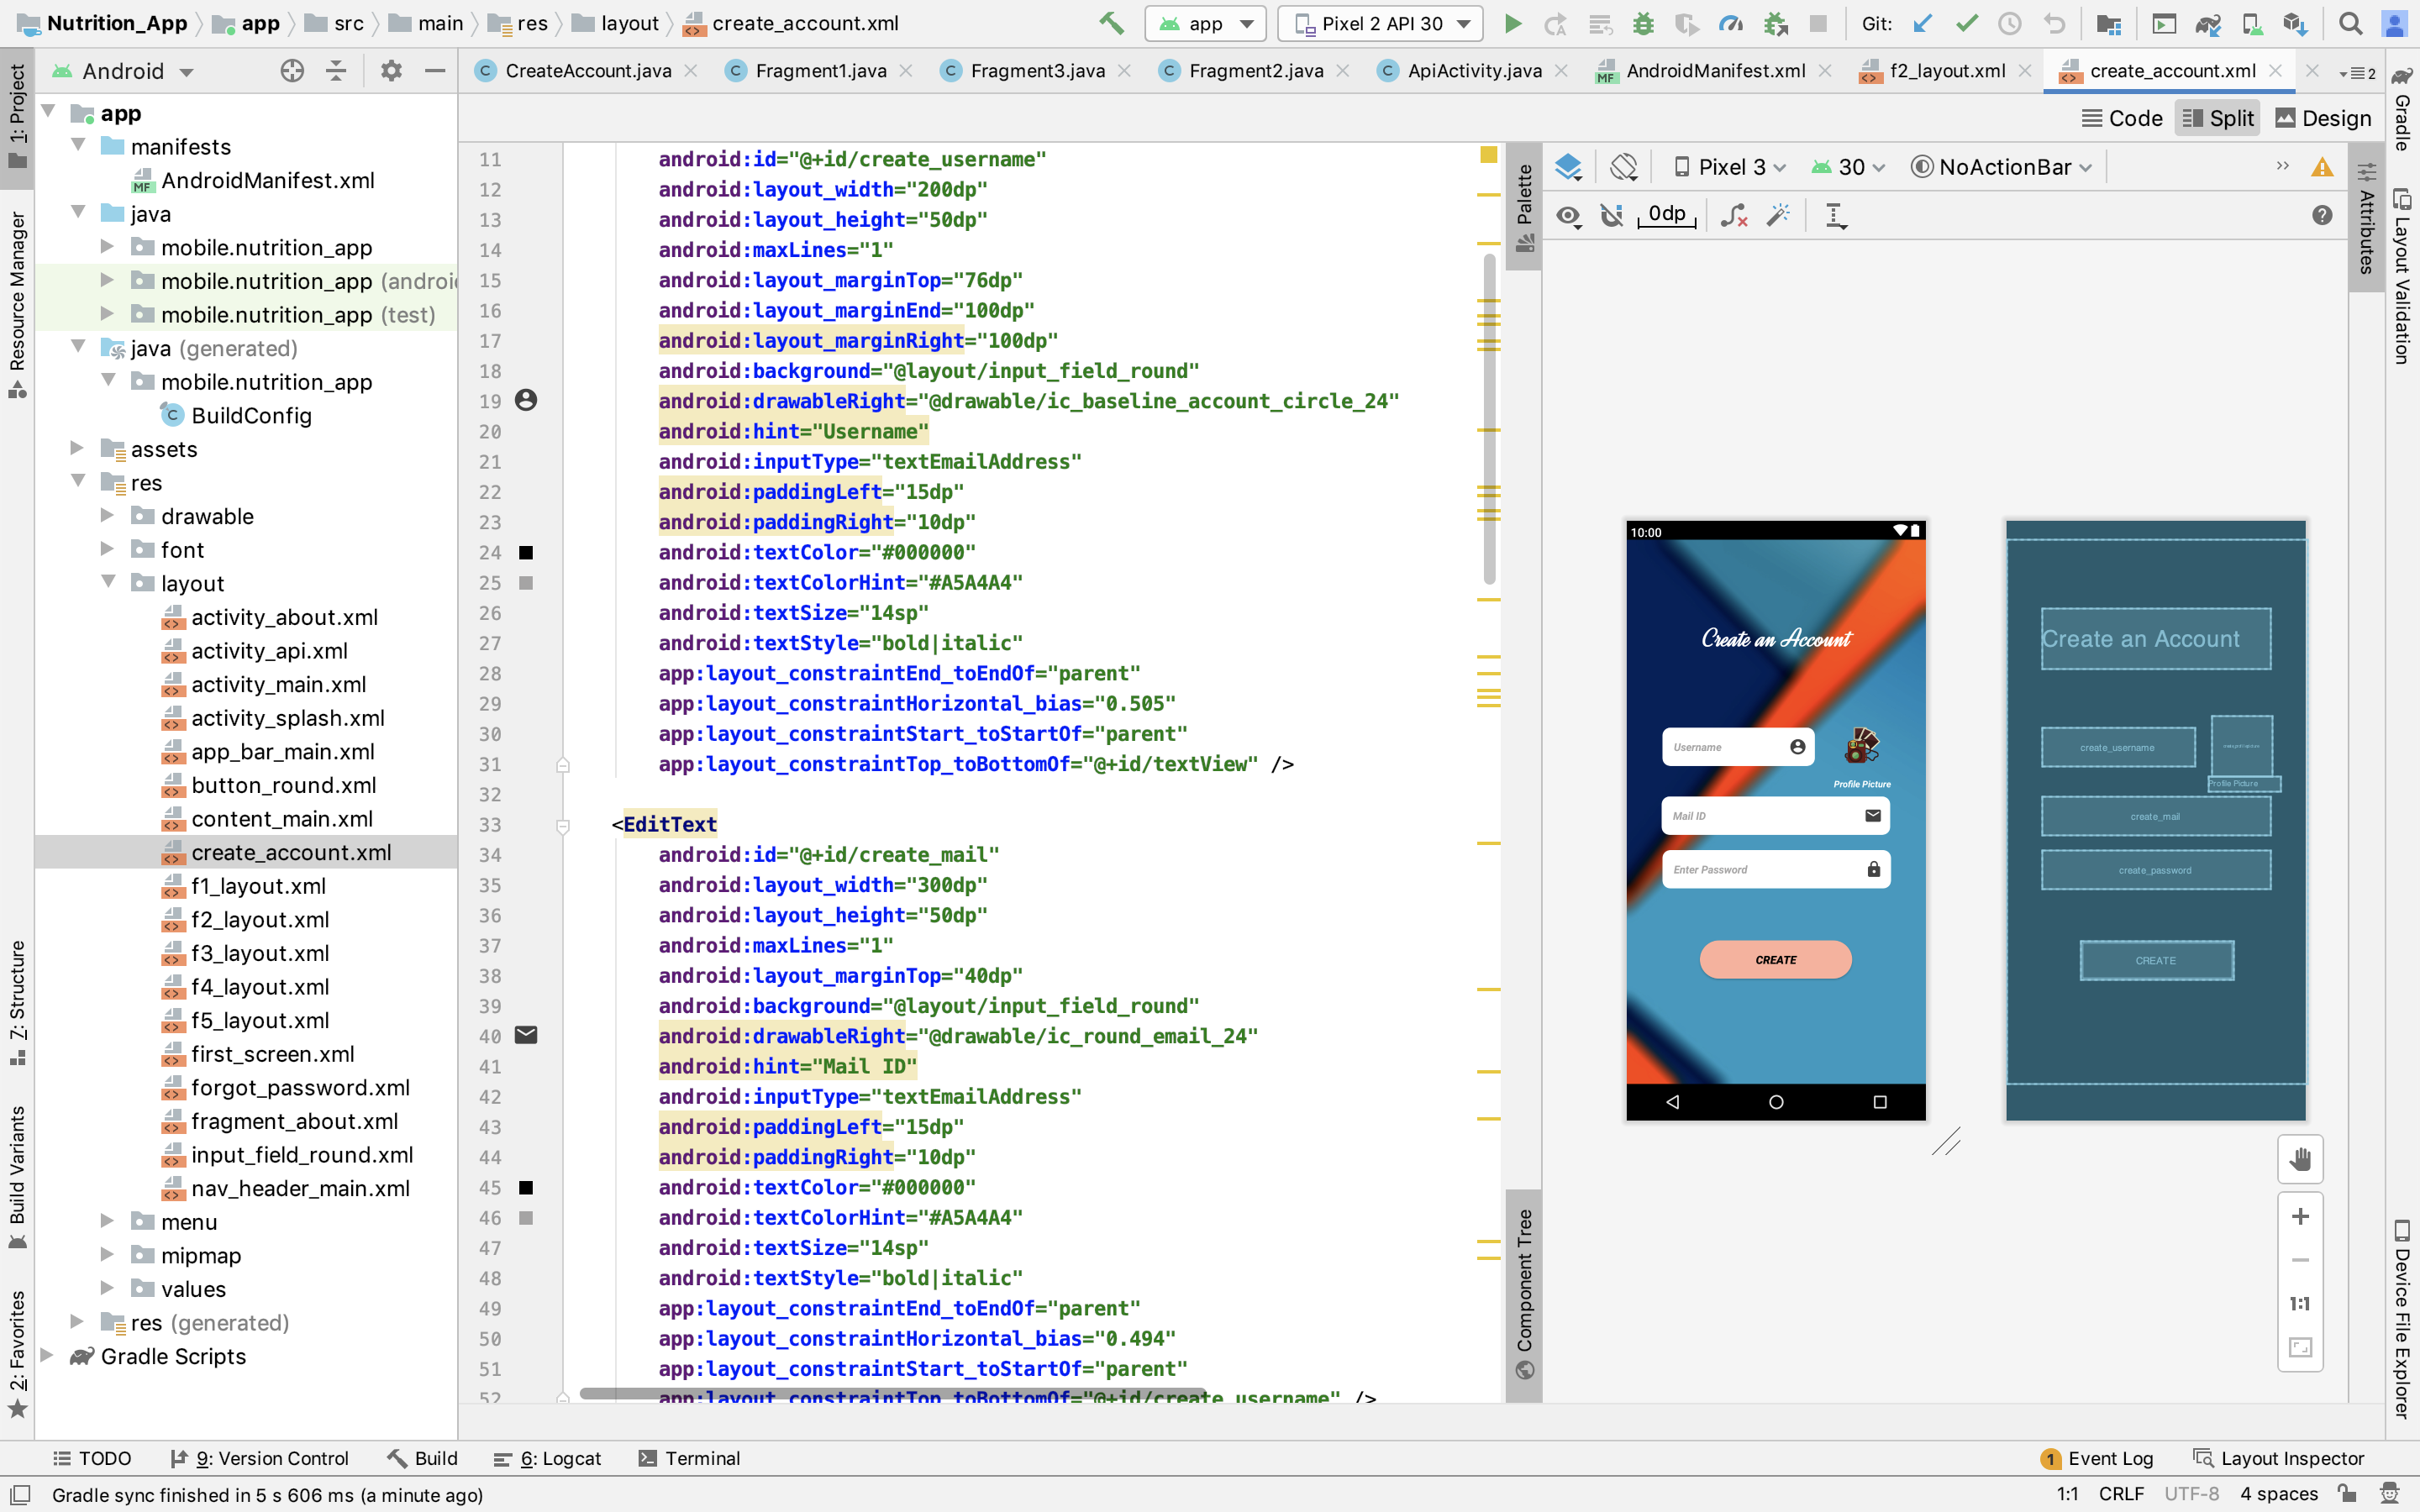 Nutrition_App app src main res layout create_account.xml
app
Pixel 2 API 30
Git:
1: Project
Resource Manager
Z: Structure
Build Variants
2: Favorites
Android
app
manifests
AndroidManifest.xml
java
mobile.nutrition_app
mobile.nutrition_app (androi
mobile.nutrition_app (test)
java (generated)
mobile.nutrition_app
BuildConfig
assets
res
drawable
font
layout
activity_about.xml
activity_api.xml
activity_main.xml
activity_splash.xml
app_bar_main.xml
button_round.xml
content_main.xml
create_account.xml
f1_layout.xml
f2_layout.xml
f3_layout.xml
f4_layout.xml
f5_layout.xml
first_screen.xml
forgot_password.xml
fragment_about.xml
input_field_round.xml
nav_header_main.xml
menu
mipmap
values
res (generated)
Gradle Scripts
CreateAccount.java Fragment1.java Fragment3.java Fragment2.java ApiActivity.java AndroidManifest.xml f2_layout.xml create_account.xml 2
Code Split Design
11 android:id="@+id/create_username"
12 android:layout_width="200dp"
13 android:layout_height="50dp"
14 android:maxLines="1"
15 android:layout_marginTop="76dp"
16 android:layout_marginEnd="100dp"
17 android:layout_marginRight="100dp"
18 android:background="@layout/input_field_round"
19 android:drawableRight="@drawable/ic_baseline_account_circle_24"
20 android:hint="Username"
21 android:inputType="textEmailAddress"
22 android:paddingLeft="15dp"
23 android:paddingRight="10dp"
24 android:textColor="#000000"
25 android:textColorHint="#A5A4A4"
26 android:textSize="14sp"
27 android:textStyle="bold|italic"
28 app:layout_constraintEnd_toEndOf="parent"
29 app:layout_constraintHorizontal_bias="0.505"
30 app:layout_constraintStart_toStartOf="parent"
31 app:layout_constraintTop_toBottomOf="@+id/textView" />
32
33 <EditText
34 android:id="@+id/create_mail"
35 android:layout_width="300dp"
36 android:layout_height="50dp"
37 android:maxLines="1"
38 android:layout_marginTop="40dp"
39 android:background="@layout/input_field_round"
40 android:drawableRight="@drawable/ic_round_email_24"
41 android:hint="Mail ID"
42 android:inputType="textEmailAddress"
43 android:paddingLeft="15dp"
44 android:paddingRight="10dp"
45 android:textColor="#000000"
46 android:textColorHint="#A5A4A4"
47 android:textSize="14sp"
48 android:textStyle="bold|italic"
49 app:layout_constraintEnd_toEndOf="parent"
50 app:layout_constraintHorizontal_bias="0.494"
51 app:layout_constraintStart_toStartOf="parent"
52 app:layout_constraintTop_toBottomOf="@+id/create_username" />
Palette
Component Tree
Pixel 3 30 NoActionBar
0dp
10:00
Create an Account
Username
Profile Picture
Mail ID
Enter Password
CREATE
Create an Account
create_username
Profile Picture
create_mail
create_password
CREATE
1:1
Attributes
Gradle
Layout Validation
Device File Explorer
TODO 9: Version Control Build 6: Logcat Terminal
1 Event Log Layout Inspector
Gradle sync finished in 5 s 606 ms (a minute ago)
1:1 CRLF UTF-8 4 spaces